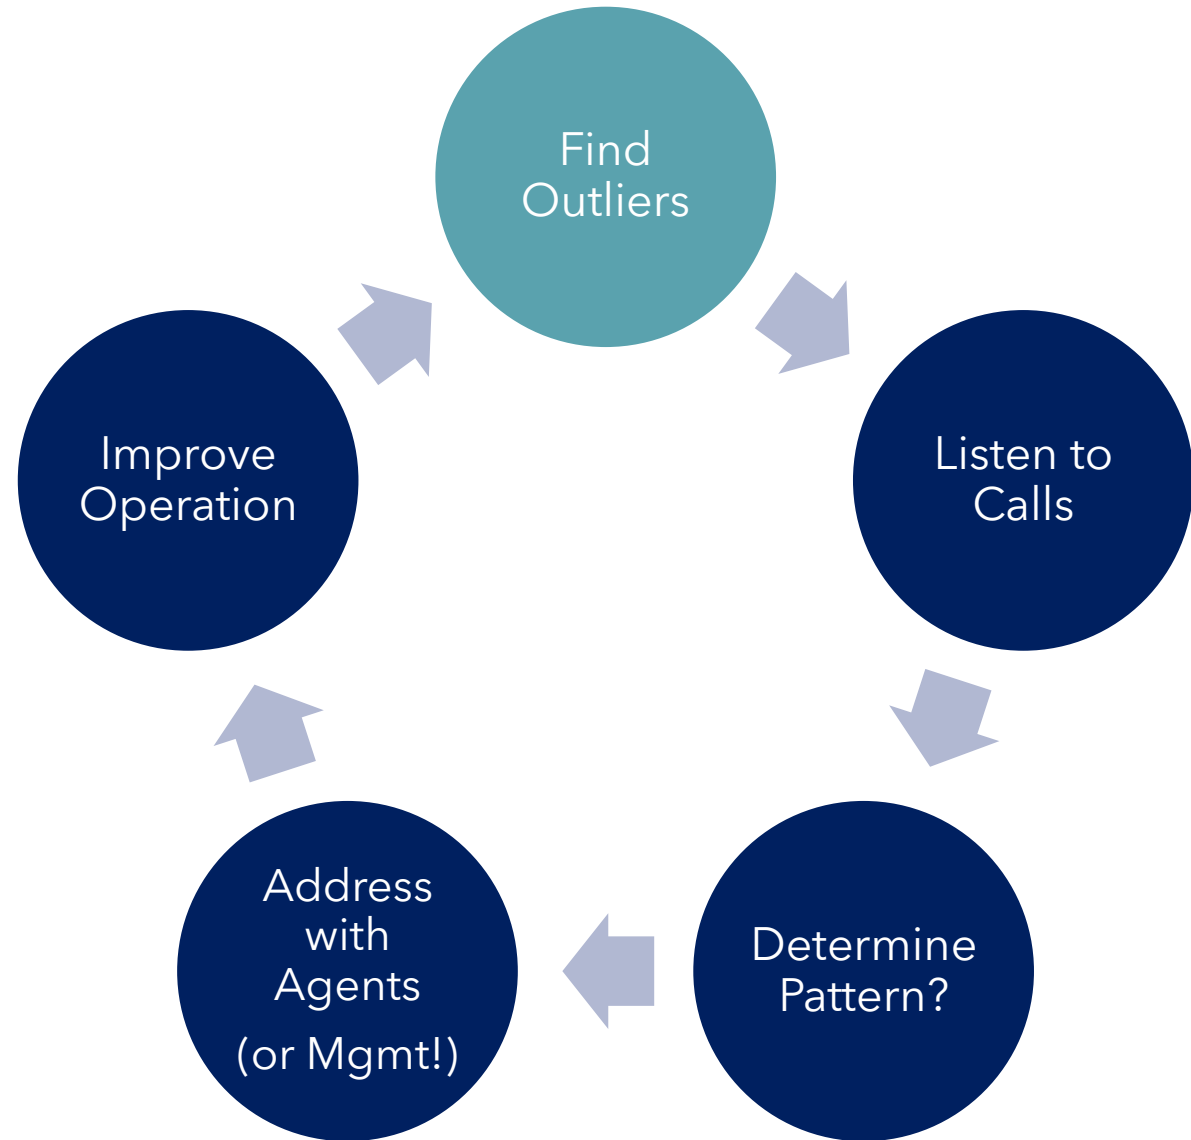 Find
Outliers
Listen to
Calls
Determine
Pattern?
Address
with
Agents
(or Mgmt!)
Improve
Operation